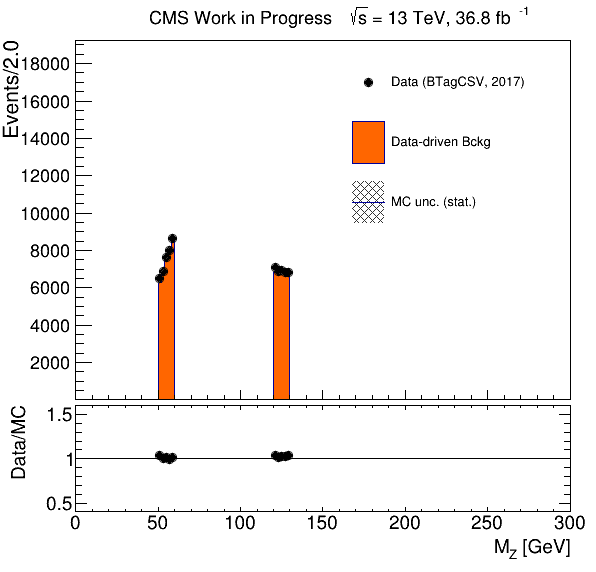 CMS Work in Progress √s = 13 TeV, 36.8 fb⁻¹
Events/2.0
18000
16000
14000
12000
10000
8000
6000
4000
2000
Data (BTagCSV, 2017)
Data-driven Bckg
MC unc. (stat.)
Data/MC
1.5
1
0.5
0 50 100 150 200 250 300
M_Z [GeV]